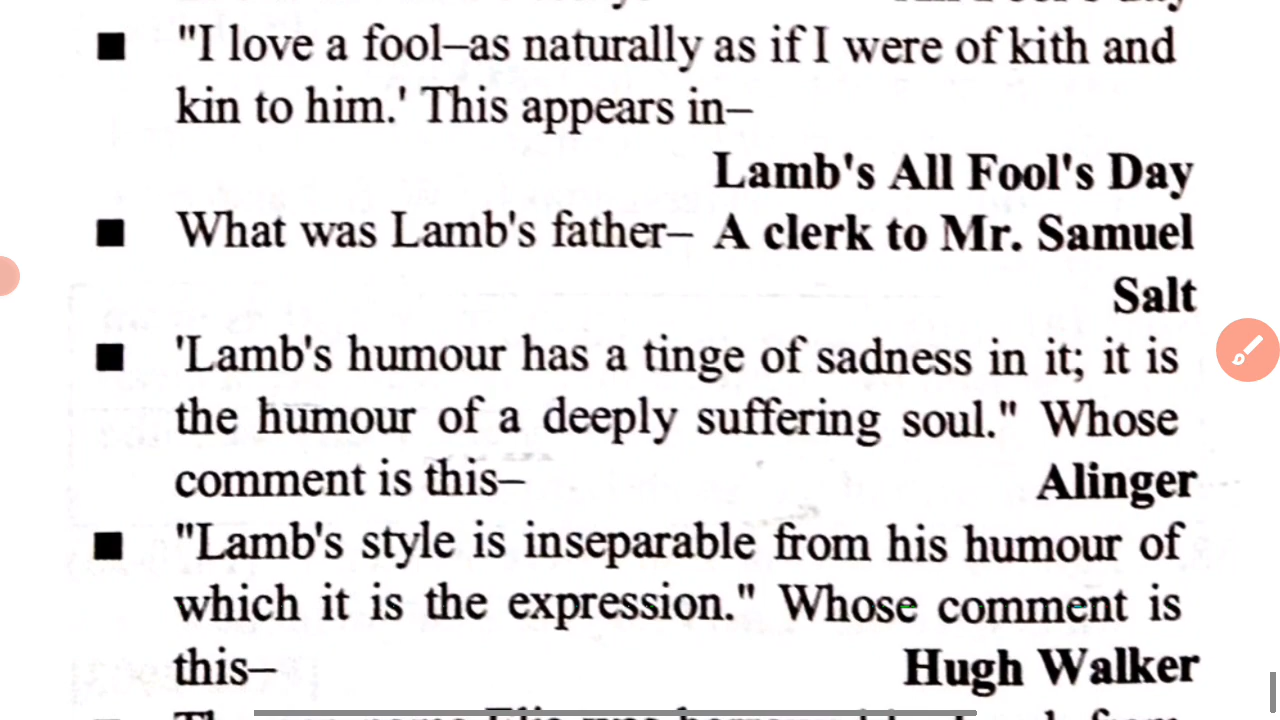 ■ "I love a fool–as naturally as if I were of kith and
kin to him.' This appears in–
Lamb's All Fool's Day
■ What was Lamb's father– A clerk to Mr. Samuel
Salt
■ 'Lamb's humour has a tinge of sadness in it; it is
the humour of a deeply suffering soul." Whose
comment is this– Alinger
■ "Lamb's style is inseparable from his humour of
which it is the expression." Whose comment is
this– Hugh Walker